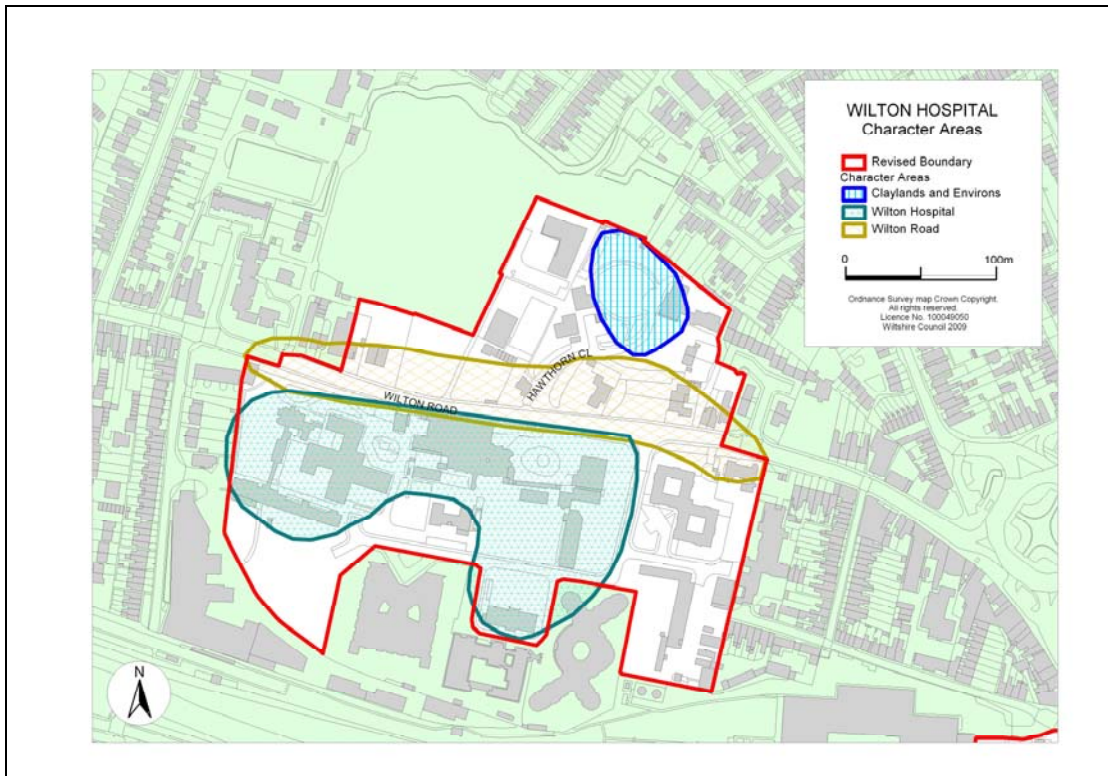 WILTON HOSPITAL
Character Areas
Revised Boundary
Character Areas
Claylands and Environs
Wilton Hospital
Wilton Road
0 100m
Ordnance Survey map Crown Copyright.
All rights reserved.
Licence No. 100049050
Wiltshire Council 2009
HAWTHORN CL
WILTON ROAD
N